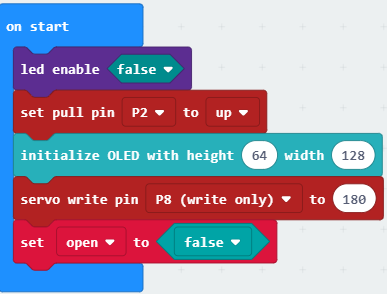 on start
led enable false
set pull pin P2 to up
initialize OLED with height 64 width 128
servo write pin P8 (write only) to 180
set open to false